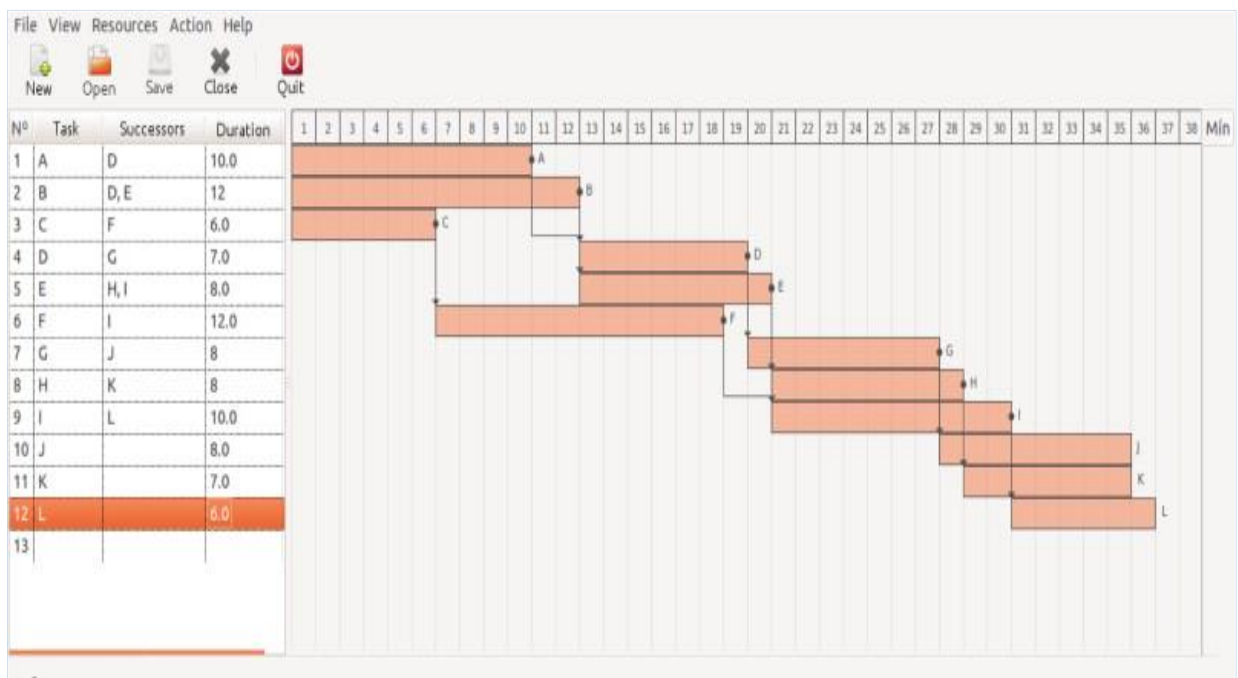 File View Resources Action Help
New Open Save Close Quit
Nº Task Successors Duration 1 2 3 4 5 6 7 8 9 10 11 12 13 14 15 16 17 18 19 20 21 22 23 24 25 26 27 28 29 30 31 32 33 34 35 36 37 38 Min
1 A D 10.0 A
2 B D, E 12 B
3 C F 6.0 C
4 D G 7.0 D
5 E H, I 8.0 E
6 F I 12.0 F
7 G J 8 G
8 H K 8 H
9 I L 10.0 I
10 J 8.0 J
11 K 7.0 K
12 L 6.0 L
13